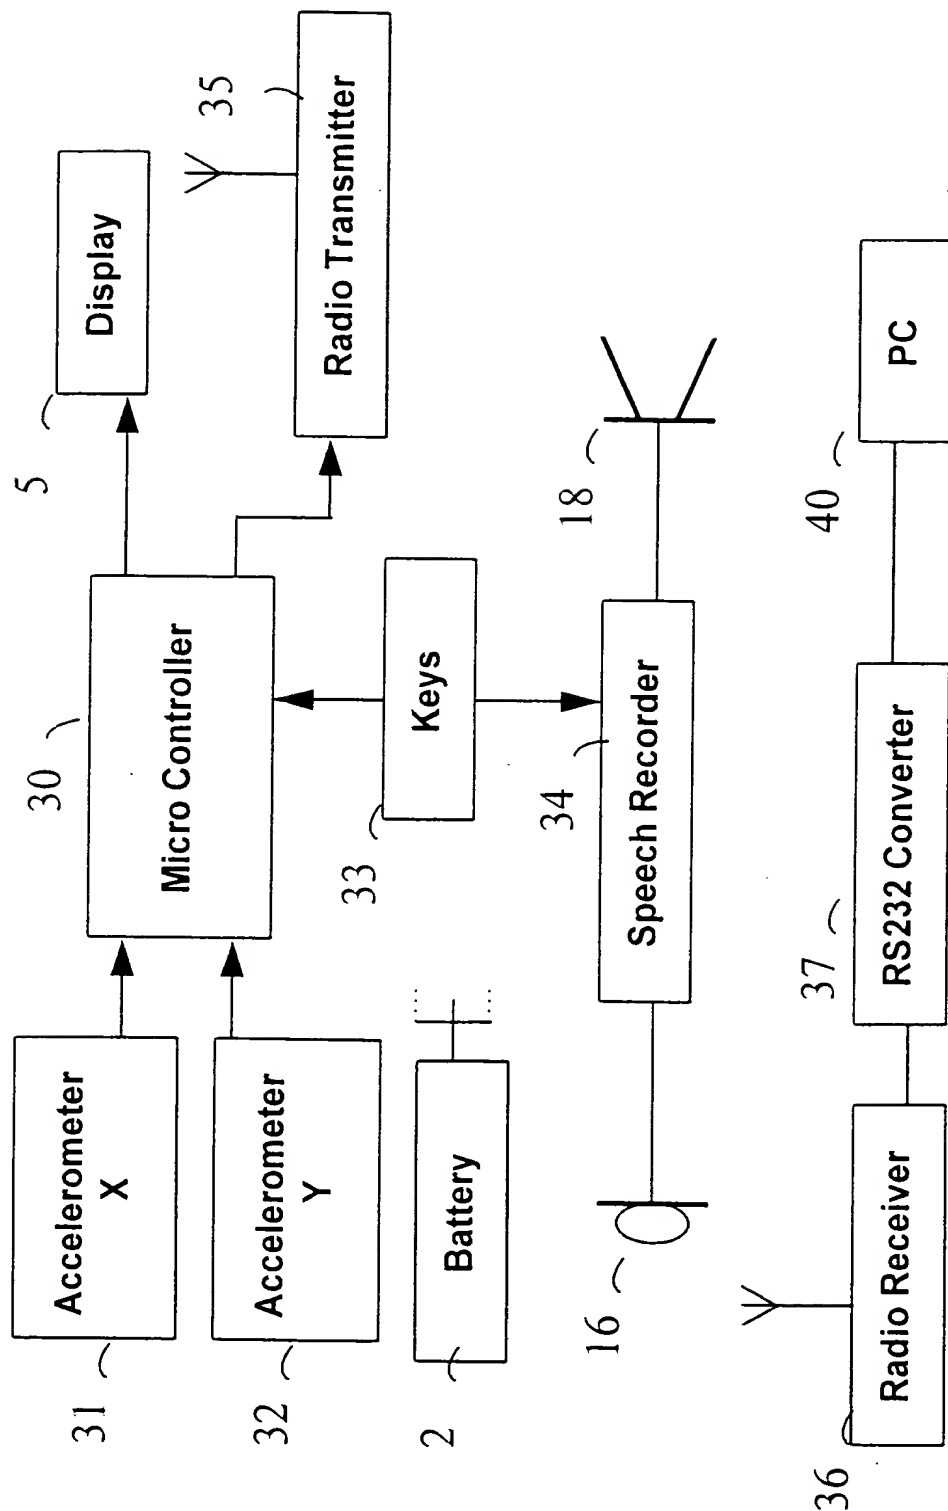 31
Accelerometer
X
32
Accelerometer
Y
2
Battery
30
Micro Controller
5
Display
35
Radio Transmitter
33
Keys
16
34
Speech Recorder
18
36
Radio Receiver
37
RS232 Converter
40
PC